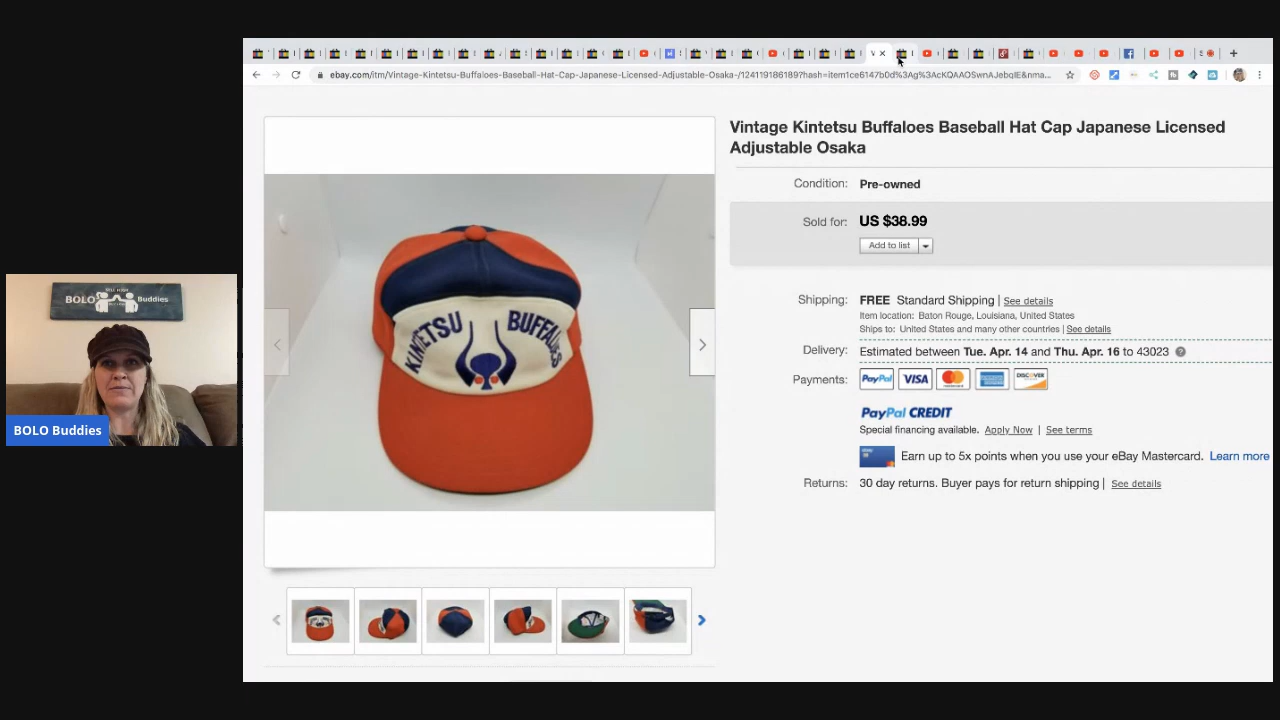 ebay.com/itm/Vintage-Kintetsu-Buffaloes-Baseball-Hat-Cap-Japanese-Licensed-Adjustable-Osaka-/124119186189?hash=item1ce6147b0d%3Ag%3AcKQAAOSwnAJebqIE&nma...
Vintage Kintetsu Buffaloes Baseball Hat Cap Japanese Licensed
Adjustable Osaka
Condition: Pre-owned
Sold for: US $38.99
Add to list
KINTETSU BUFFALOES
Shipping: FREE Standard Shipping | See details
Item location: Baton Rouge, Louisiana, United States
Ships to: United States and many other countries | See details
Delivery: Estimated between Tue. Apr. 14 and Thu. Apr. 16 to 43023
Payments: PayPal VISA mastercard DISCOVER
PayPal CREDIT
Special financing available. Apply Now | See terms
Earn up to 5x points when you use your eBay Mastercard. Learn more
Returns: 30 day returns. Buyer pays for return shipping | See details
BOLO Buddies
BOLO Buddies